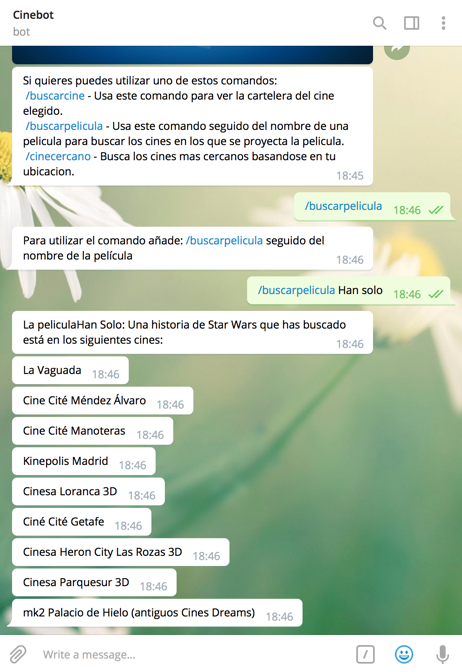 Cinebot
bot
Si quieres puedes utilizar uno de estos comandos:
/buscarcine - Usa este comando para ver la cartelera del cine
elegido.
/buscarpelicula - Usa este comando seguido del nombre de una
pelicula para buscar los cines en los que se proyecta la pelicula.
/cinecercano - Busca los cines mas cercanos basandose en tu
ubicacion.
18:45
/buscarpelicula 18:46
Para utilizar el comando añade: /buscarpelicula seguido del
nombre de la película 18:46
/buscarpelicula Han solo 18:46
La peliculaHan Solo: Una historia de Star Wars que has buscado
está en los siguientes cines: 18:46
La Vaguada 18:46
Cine Cité Méndez Álvaro 18:46
Cine Cité Manoteras 18:46
Kinepolis Madrid 18:46
Cinesa Loranca 3D 18:46
Ciné Cité Getafe 18:46
Cinesa Heron City Las Rozas 3D 18:46
Cinesa Parquesur 3D 18:46
mk2 Palacio de Hielo (antiguos Cines Dreams) 18:46
Write a message...